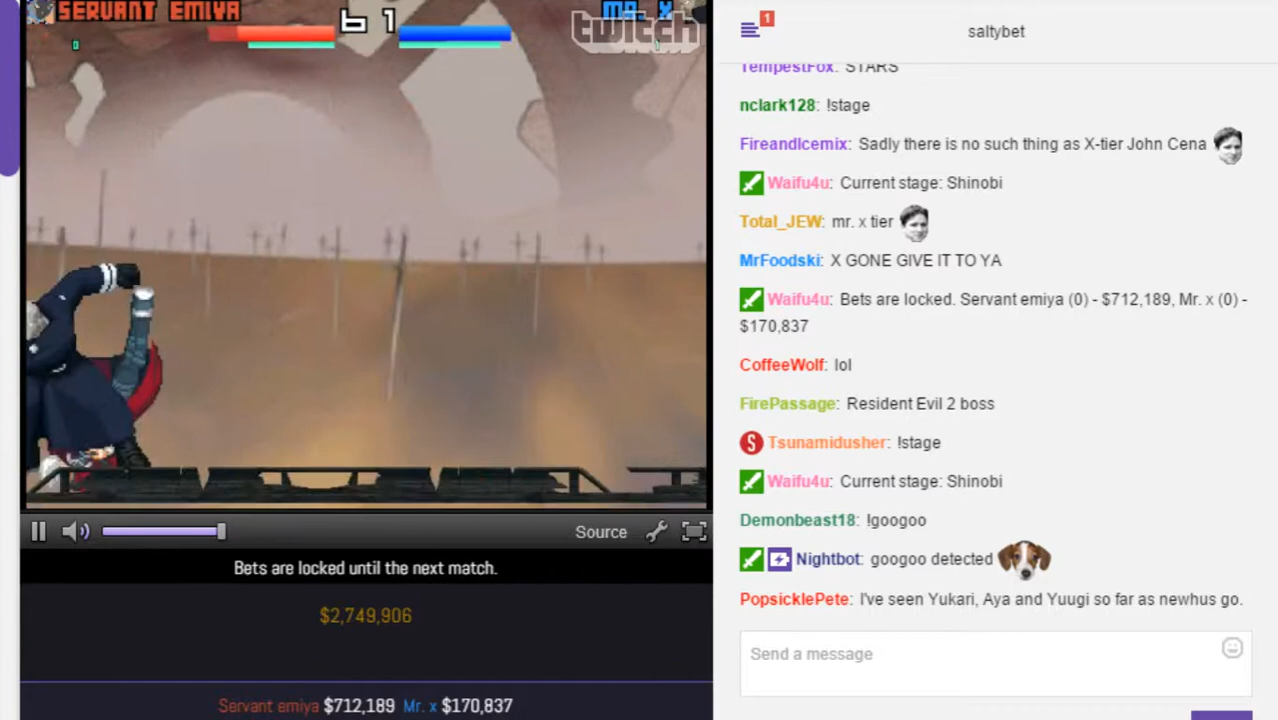 SERVANT EMIYA
61
MR. X
twitch
0
Source
Bets are locked until the next match.
$2,749,906
Servant emiya $712,189 Mr. x $170,837
1
saltybet
TempestFox: STARS
nclark128: !stage
FireandIcemix: Sadly there is no such thing as X-tier John Cena
Waifu4u: Current stage: Shinobi
Total_JEW: mr. x tier
MrFoodski: X GONE GIVE IT TO YA
Waifu4u: Bets are locked. Servant emiya (0) - $712,189, Mr. x (0) -
$170,837
CoffeeWolf: lol
FirePassage: Resident Evil 2 boss
S Tsunamidusher: !stage
Waifu4u: Current stage: Shinobi
Demonbeast18: !googoo
Nightbot: googoo detected
PopsicklePete: I've seen Yukari, Aya and Yuugi so far as newhus go.
Send a message